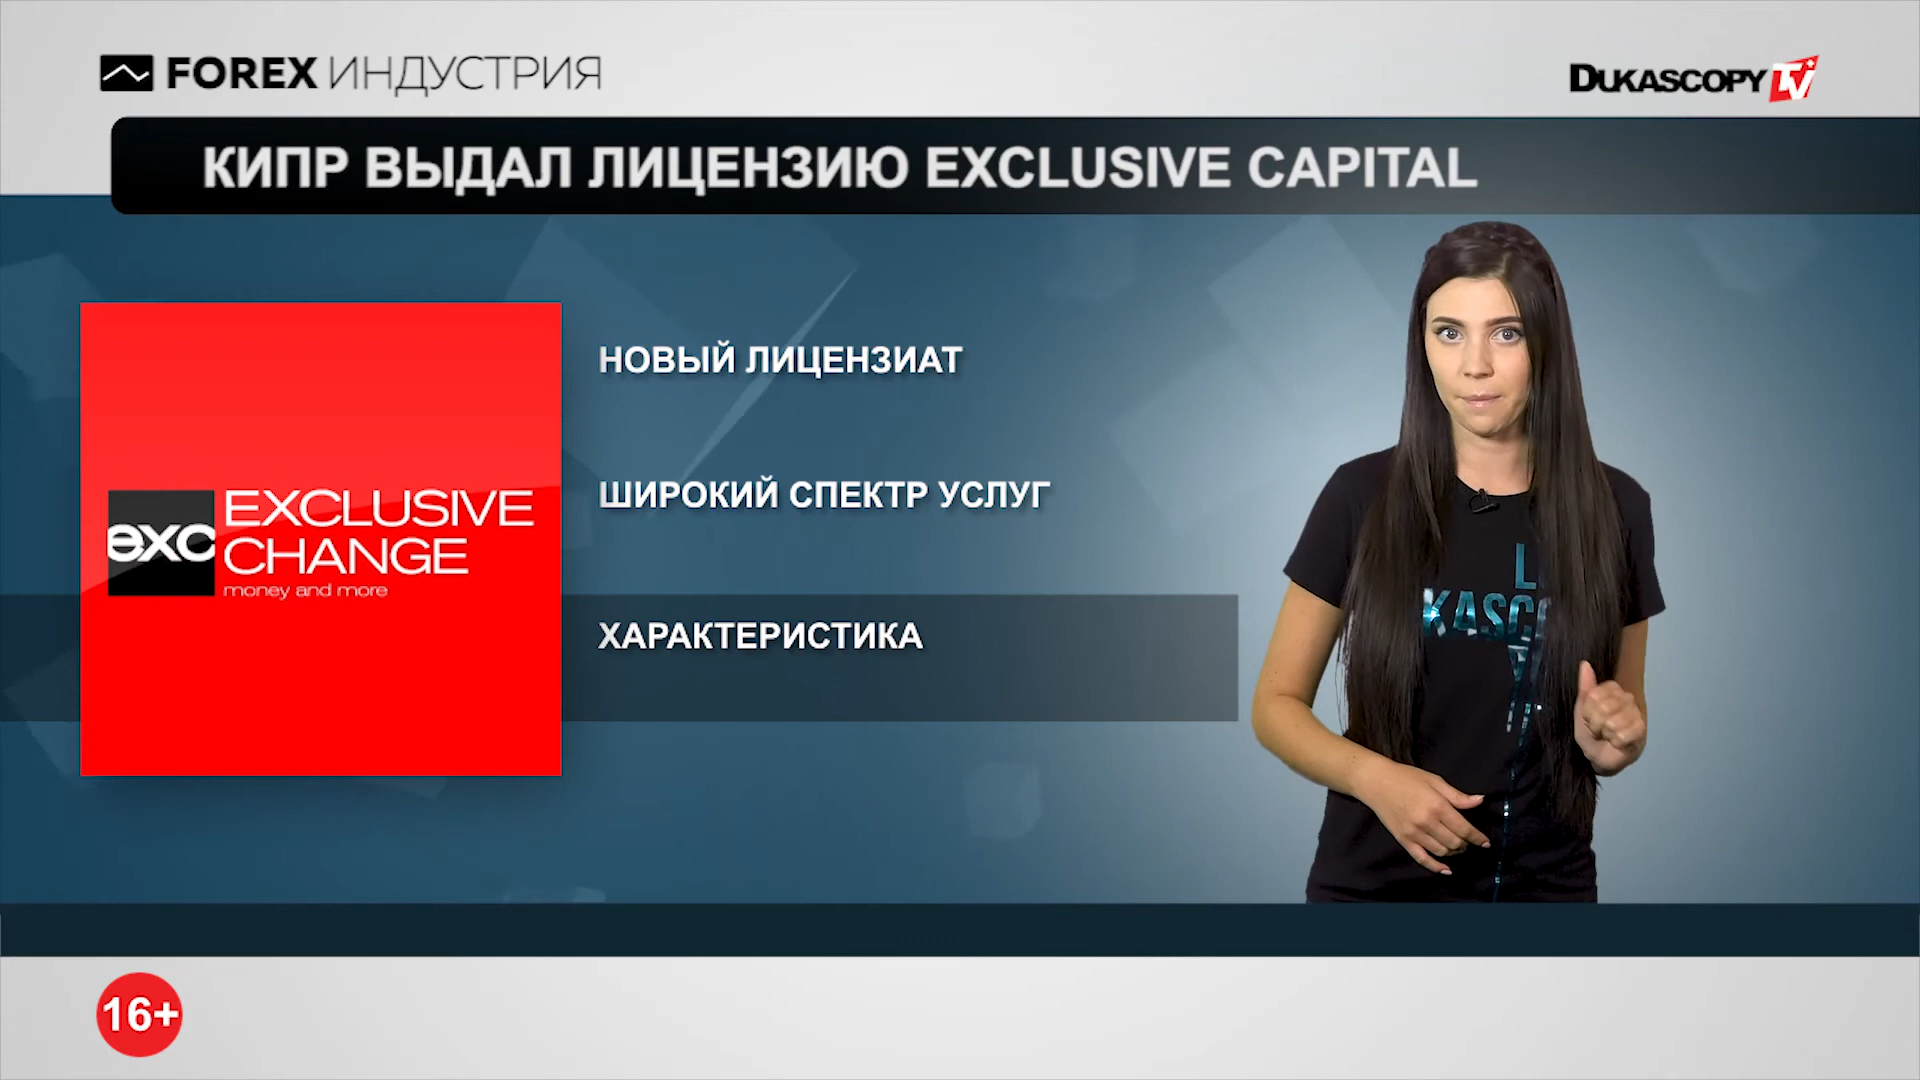 FOREX ИНДУСТРИЯ
DUKASCOPY TV
КИПР ВЫДАЛ ЛИЦЕНЗИЮ EXCLUSIVE CAPITAL
НОВЫЙ ЛИЦЕНЗИАТ
ШИРОКИЙ СПЕКТР УСЛУГ
ХАРАКТЕРИСТИКА
exc
EXCLUSIVE
CHANGE
money and more
16+